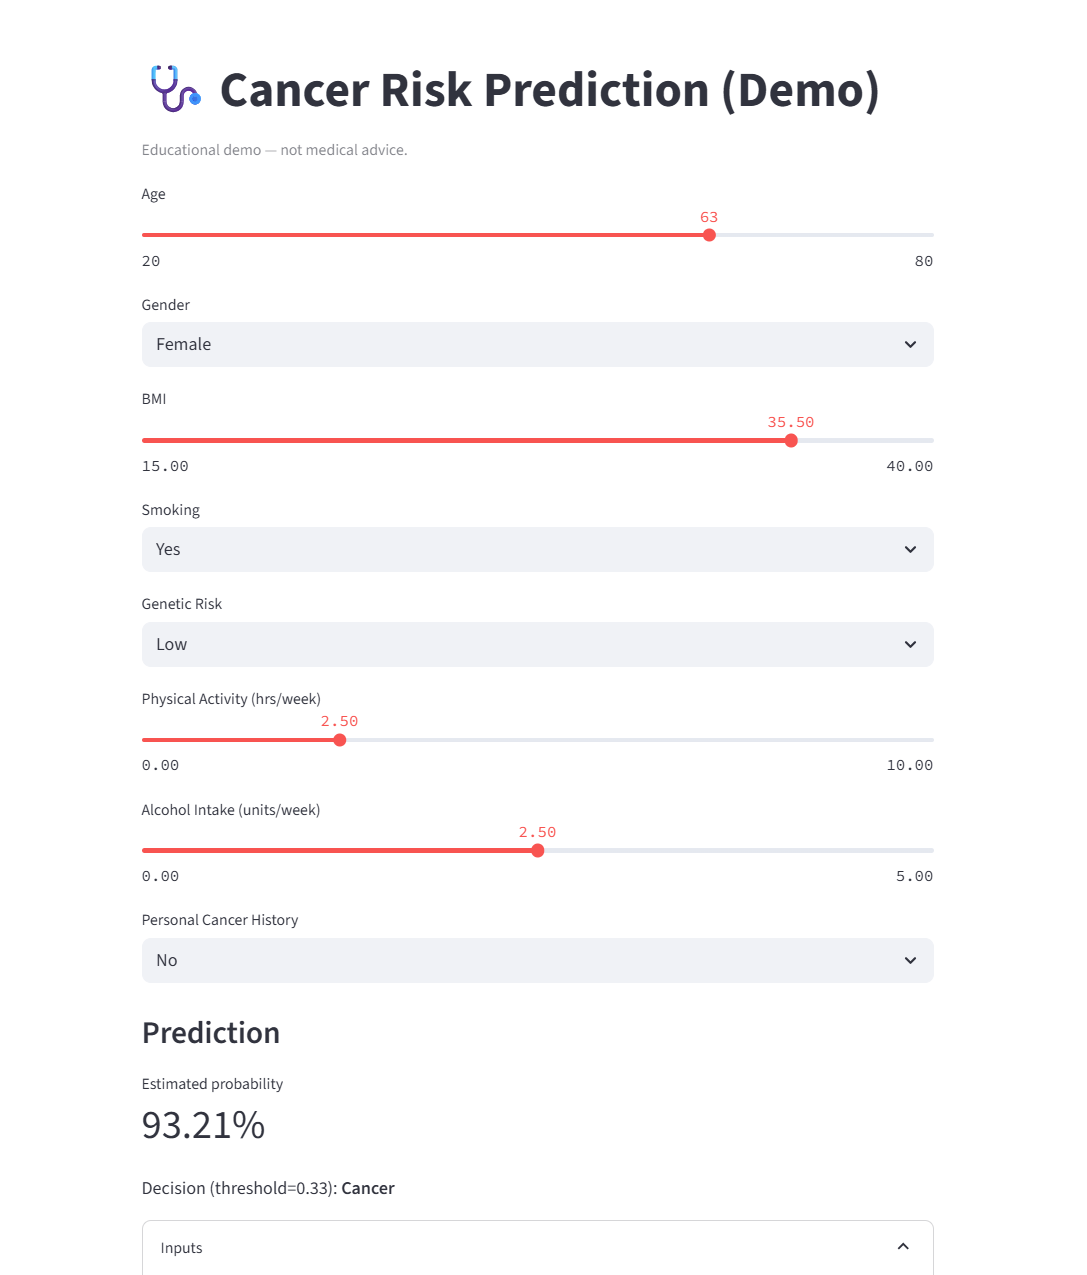 Cancer Risk Prediction (Demo)
Educational demo — not medical advice.
Age
63
20 80
Gender
Female
BMI
35.50
15.00 40.00
Smoking
Yes
Genetic Risk
Low
Physical Activity (hrs/week)
2.50
0.00 10.00
Alcohol Intake (units/week)
2.50
0.00 5.00
Personal Cancer History
No
Prediction
Estimated probability
93.21%
Decision (threshold=0.33): Cancer
Inputs